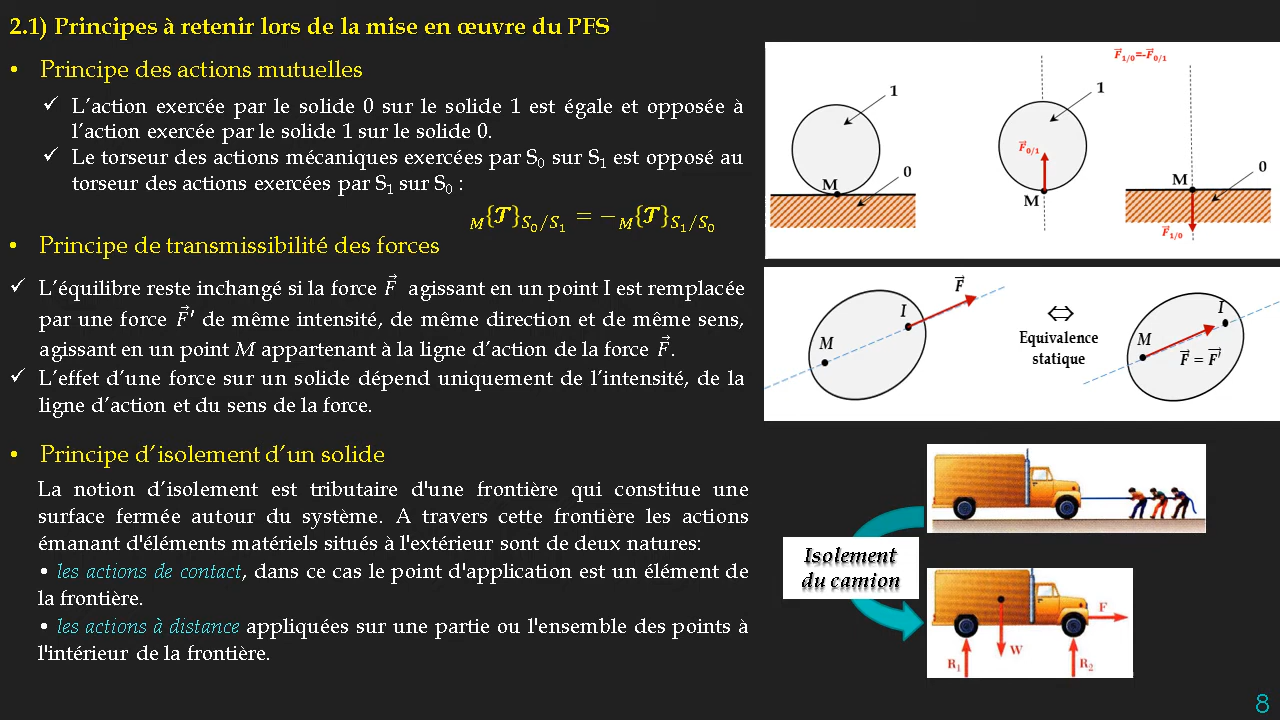 2.1) Principes à retenir lors de la mise en œuvre du PFS
• Principe des actions mutuelles
✓ L’action exercée par le solide 0 sur le solide 1 est égale et opposée à
l’action exercée par le solide 1 sur le solide 0.
✓ Le torseur des actions mécaniques exercées par S₀ sur S₁ est opposé au
torseur des actions exercées par S₁ sur S₀ :
M{𝓣}S₀/S₁ = −M{𝓣}S₁/S₀
• Principe de transmissibilité des forces
✓ L’équilibre reste inchangé si la force F⃗ agissant en un point I est remplacée
par une force F⃗′ de même intensité, de même direction et de même sens,
agissant en un point M appartenant à la ligne d’action de la force F⃗.
✓ L’effet d’une force sur un solide dépend uniquement de l’intensité, de la
ligne d’action et du sens de la force.
• Principe d’isolement d’un solide
La notion d’isolement est tributaire d'une frontière qui constitue une
surface fermée autour du système. A travers cette frontière les actions
émanant d'éléments matériels situés à l'extérieur sont de deux natures:
• les actions de contact, dans ce cas le point d'application est un élément de
la frontière.
• les actions à distance appliquées sur une partie ou l'ensemble des points à
l'intérieur de la frontière.
F⃗1/0=-F⃗0/1
1
M
0
1
F⃗0/1
M
M
0
F⃗1/0
F⃗
I
M
⇔
Equivalence
statique
I
M
F⃗ = F⃗′
Isolement
du camion
F
W
R₁
R₂
8